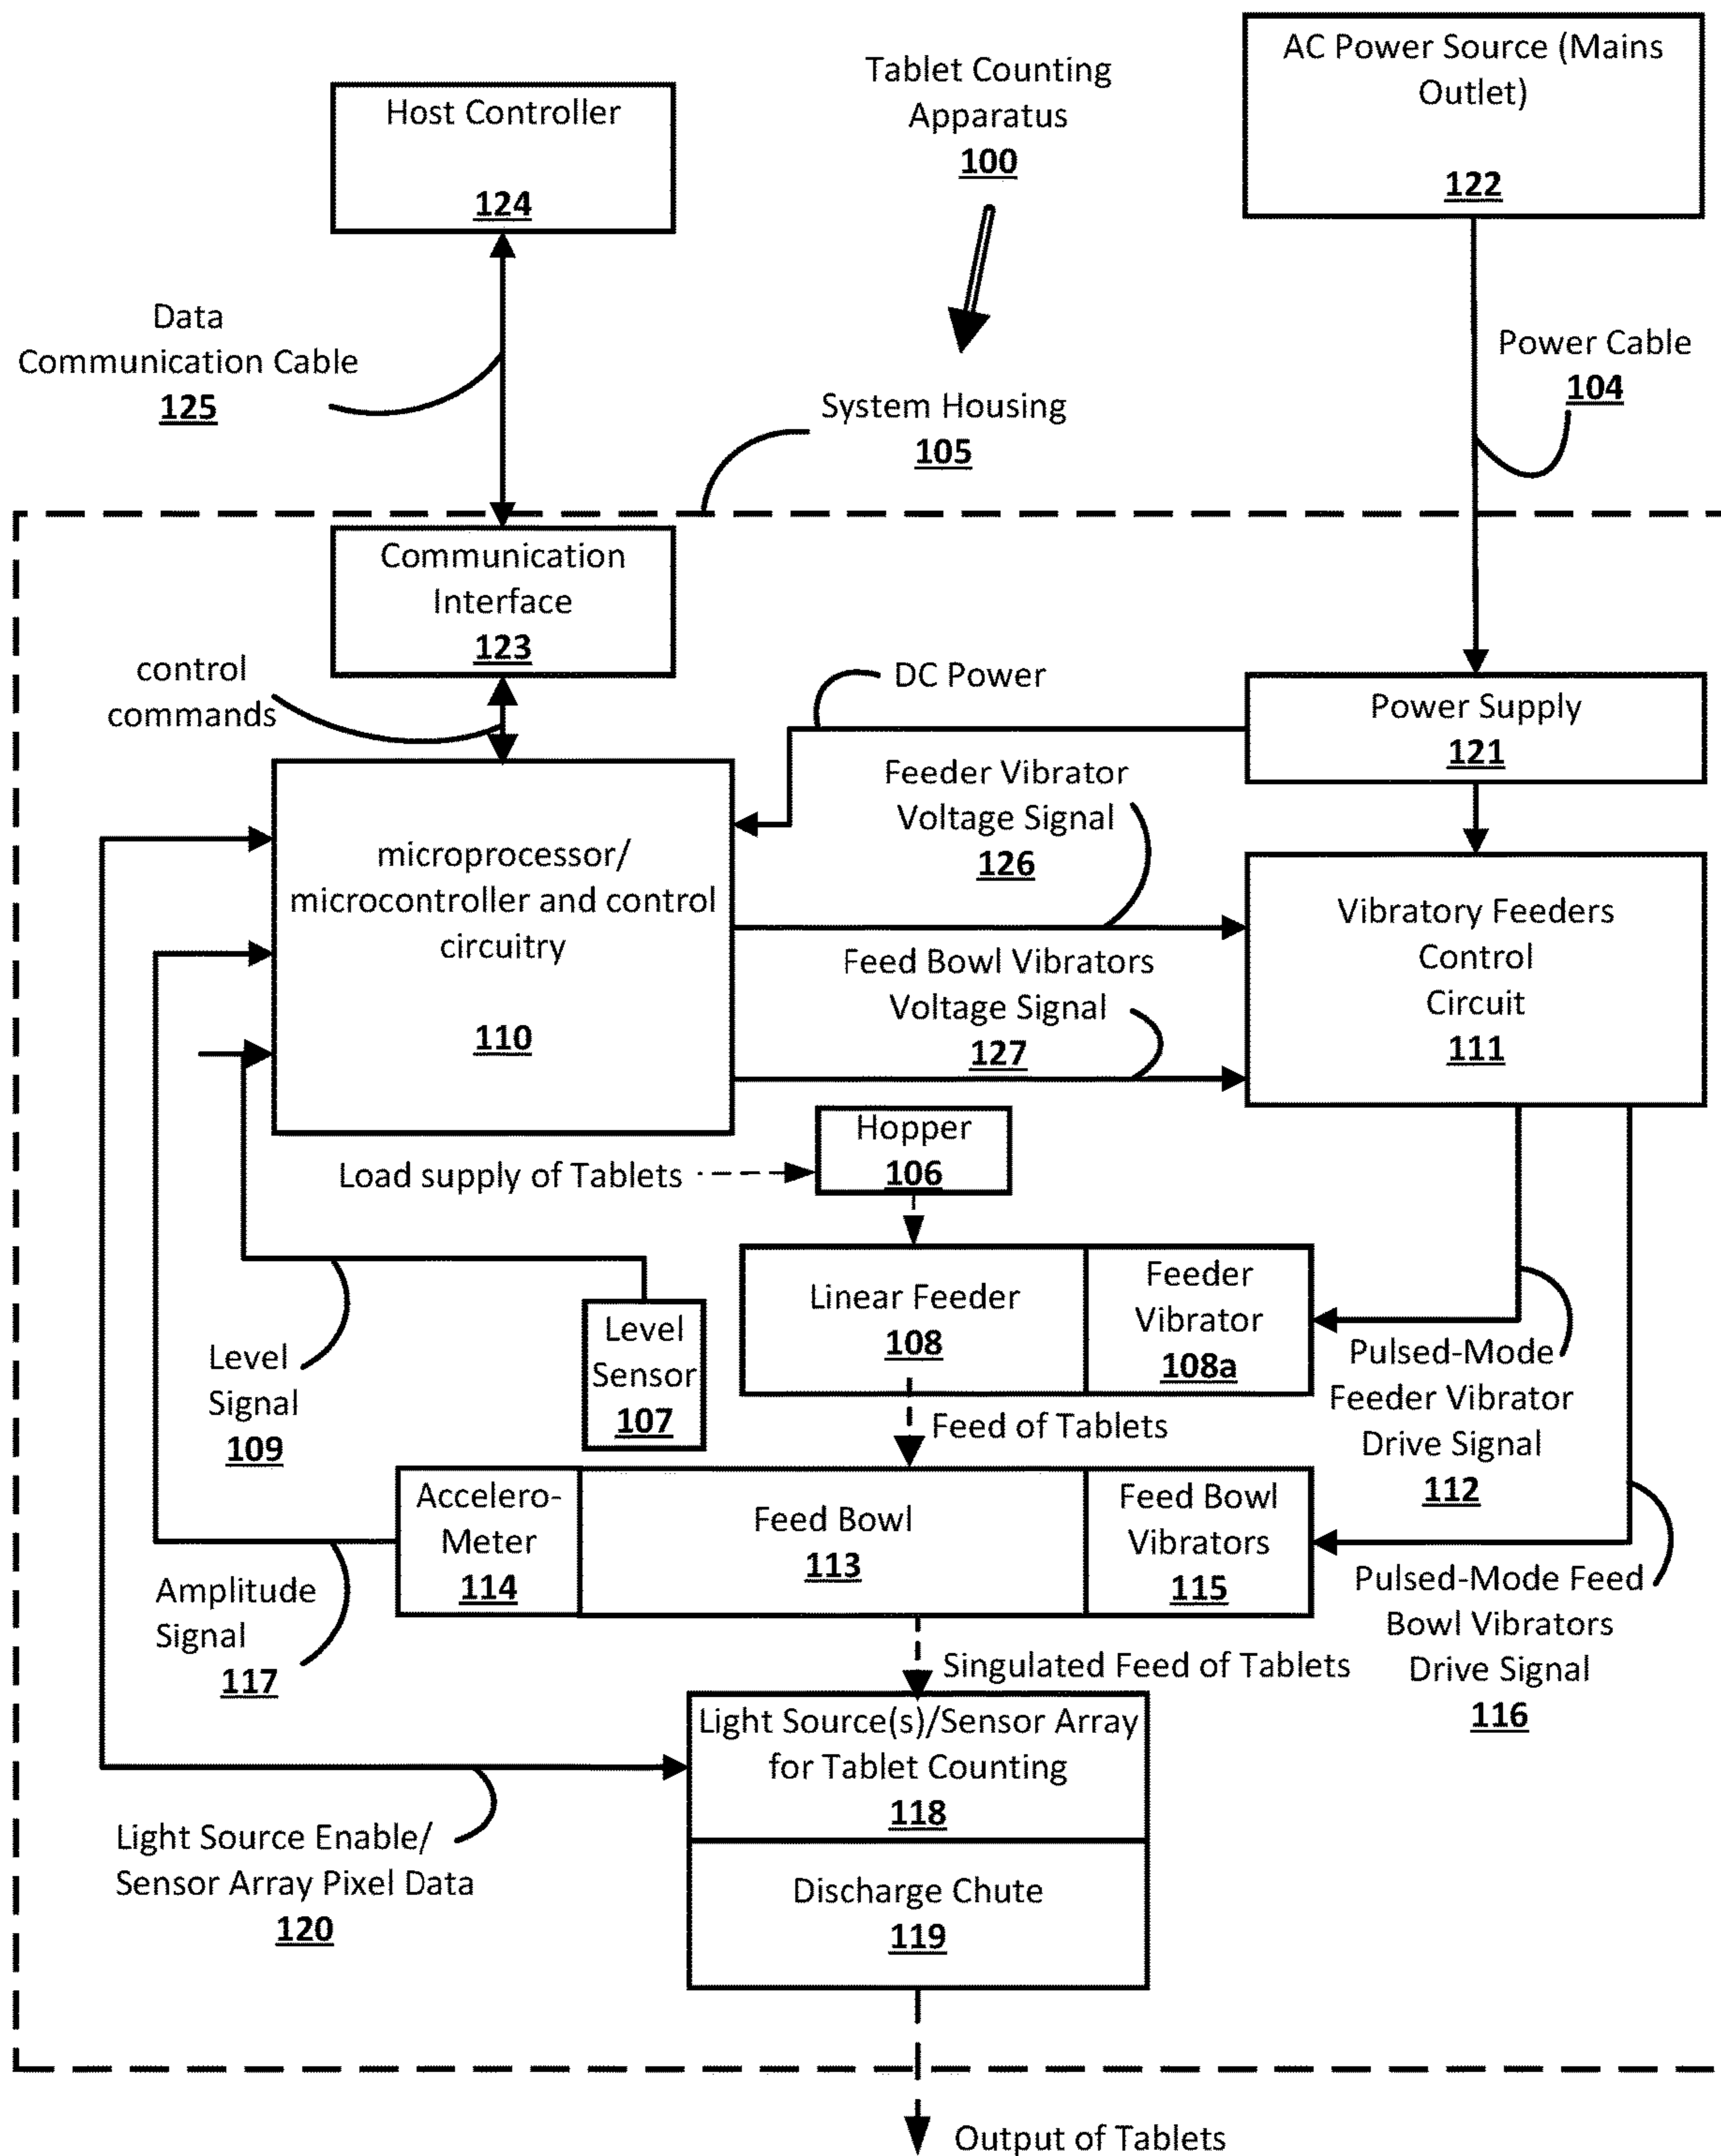 Host Controller
124
Tablet Counting
Apparatus
100
AC Power Source (Mains
Outlet)
122
Data
Communication Cable
125
Power Cable
104
System Housing
105
Communication
Interface
123
control
commands
DC Power
Power Supply
121
Feeder Vibrator
Voltage Signal
126
microprocessor/
microcontroller and control
circuitry
110
Vibratory Feeders
Control
Circuit
111
Feed Bowl Vibrators
Voltage Signal
127
Hopper
106
Load supply of Tablets
Linear Feeder
108
Feeder
Vibrator
108a
Level
Sensor
107
Level
Signal
109
Pulsed-Mode
Feeder Vibrator
Drive Signal
112
Feed of Tablets
Accelero-
Meter
114
Feed Bowl
113
Feed Bowl
Vibrators
115
Amplitude
Signal
117
Pulsed-Mode Feed
Bowl Vibrators
Drive Signal
116
Singulated Feed of Tablets
Light Source(s)/Sensor Array
for Tablet Counting
118
Light Source Enable/
Sensor Array Pixel Data
120
Discharge Chute
119
Output of Tablets